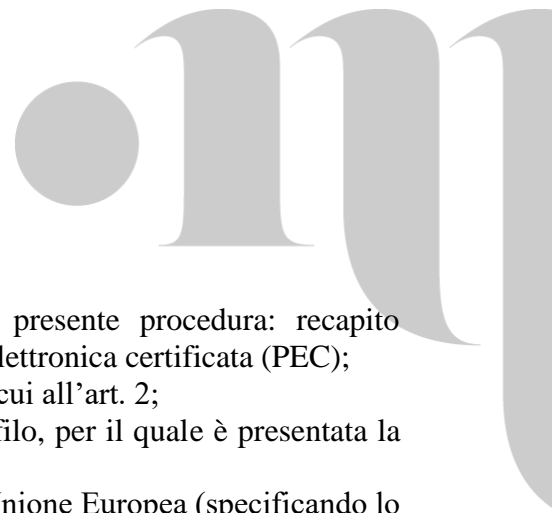 presente procedura: recapito
lettronica certificata (PEC);
cui all’art. 2;
filo, per il quale è presentata la
Unione Europea (specificando lo